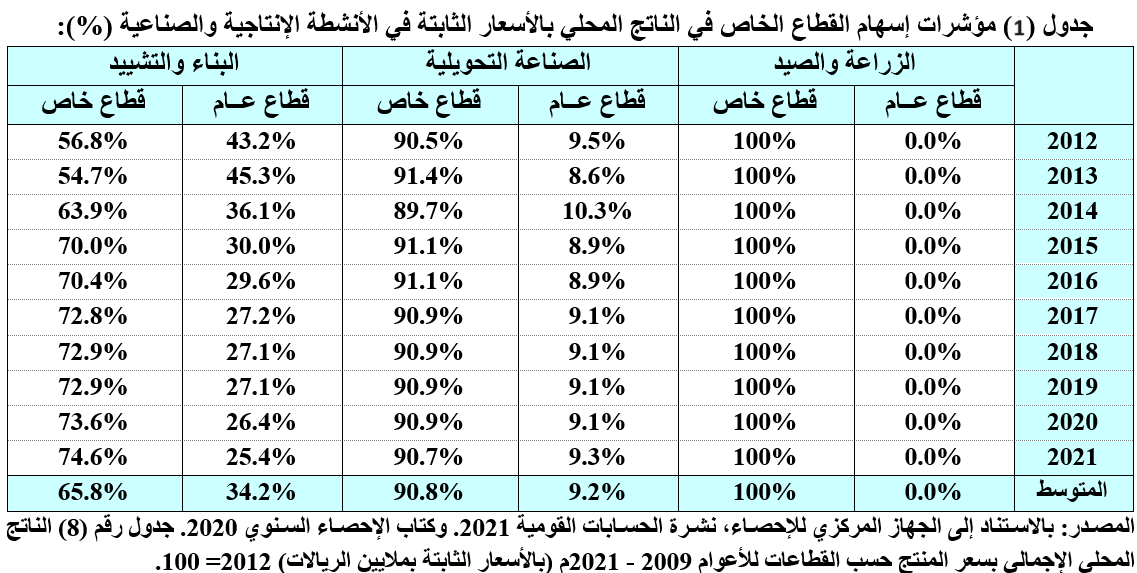 جدول (1) مؤشرات إسهام القطاع الخاص في الناتج المحلي بالأسعار الثابتة في الأنشطة الإنتاجية والصناعية (%):
الزراعة والصيد الصناعة التحويلية البناء والتشييد
قطاع عـام قطاع خاص قطاع عـام قطاع خاص قطاع عـام قطاع خاص
2012 0.0% 100% 9.5% 90.5% 43.2% 56.8%
2013 0.0% 100% 8.6% 91.4% 45.3% 54.7%
2014 0.0% 100% 10.3% 89.7% 36.1% 63.9%
2015 0.0% 100% 8.9% 91.1% 30.0% 70.0%
2016 0.0% 100% 8.9% 91.1% 29.6% 70.4%
2017 0.0% 100% 9.1% 90.9% 27.2% 72.8%
2018 0.0% 100% 9.1% 90.9% 27.1% 72.9%
2019 0.0% 100% 9.1% 90.9% 27.1% 72.9%
2020 0.0% 100% 9.1% 90.9% 26.4% 73.6%
2021 0.0% 100% 9.3% 90.7% 25.4% 74.6%
المتوسط 0.0% 100% 9.2% 90.8% 34.2% 65.8%
المصدر: بالاستناد إلى الجهاز المركزي للإحصاء، نشرة الحسابات القومية 2021. وكتاب الإحصاء السنوي 2020. جدول رقم (8) الناتج
المحلي الإجمالي بسعر المنتج حسب القطاعات للأعوام 2009 - 2021م (بالأسعار الثابتة بملايين الريالات) 2012= 100.